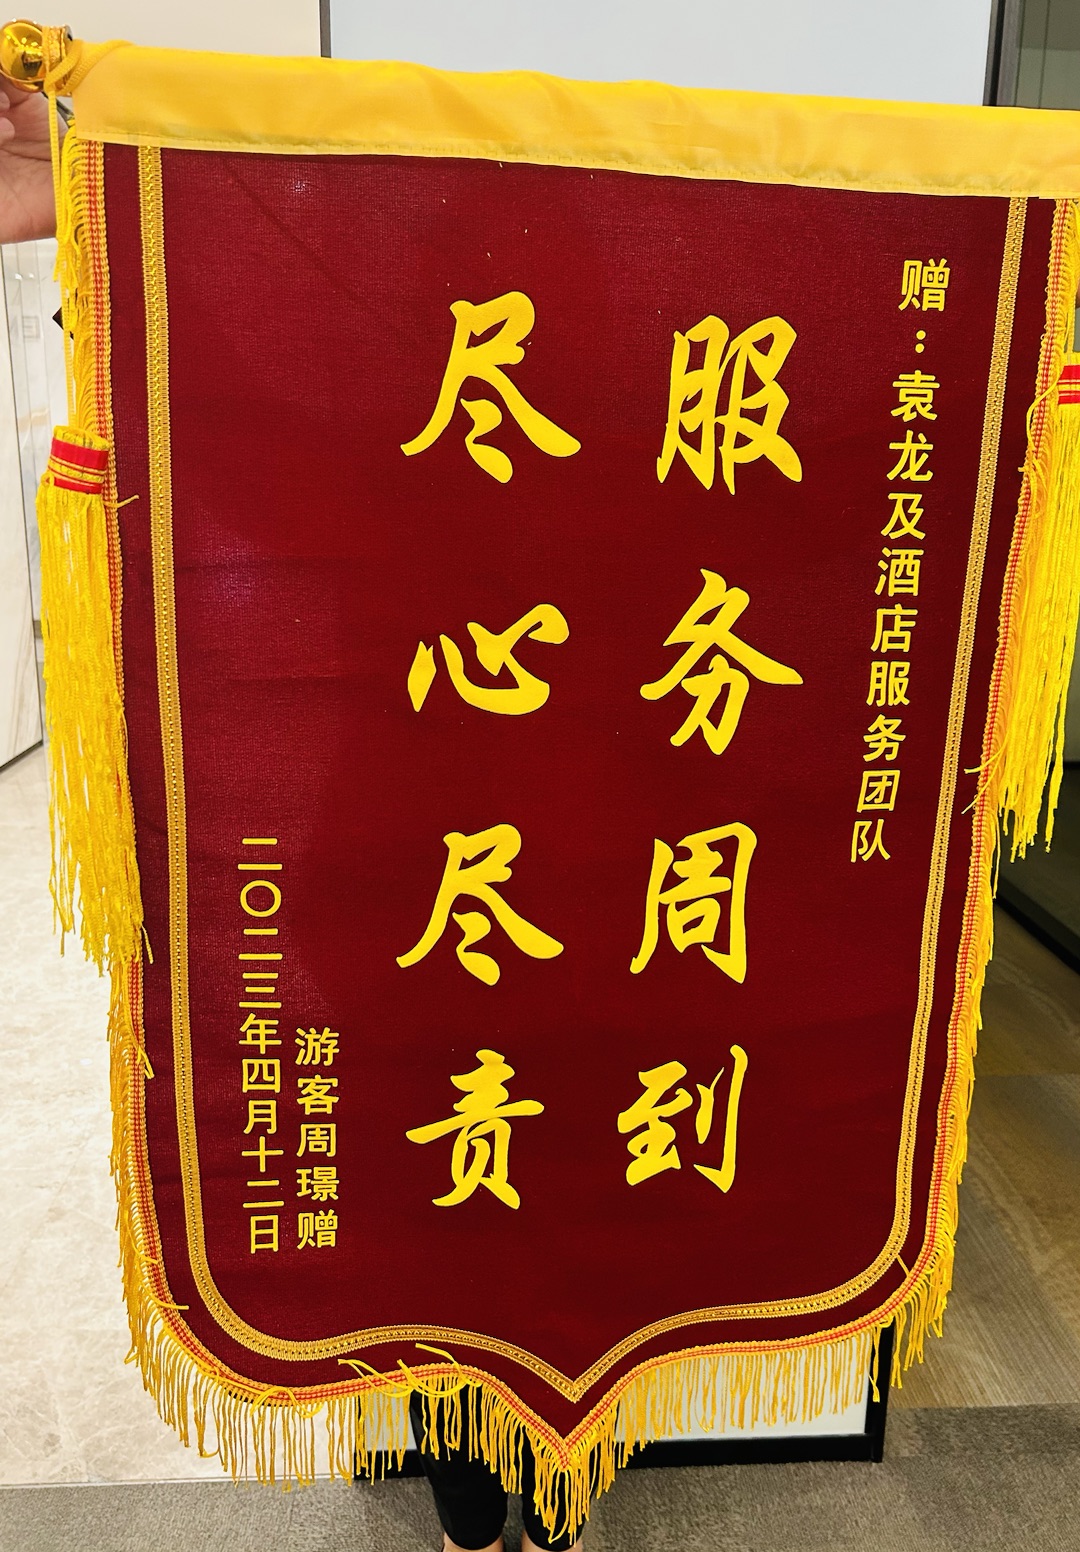 赠：袁龙及酒店服务团队
服务周到
尽心尽责
游客周璟赠
二〇二三年四月十二日